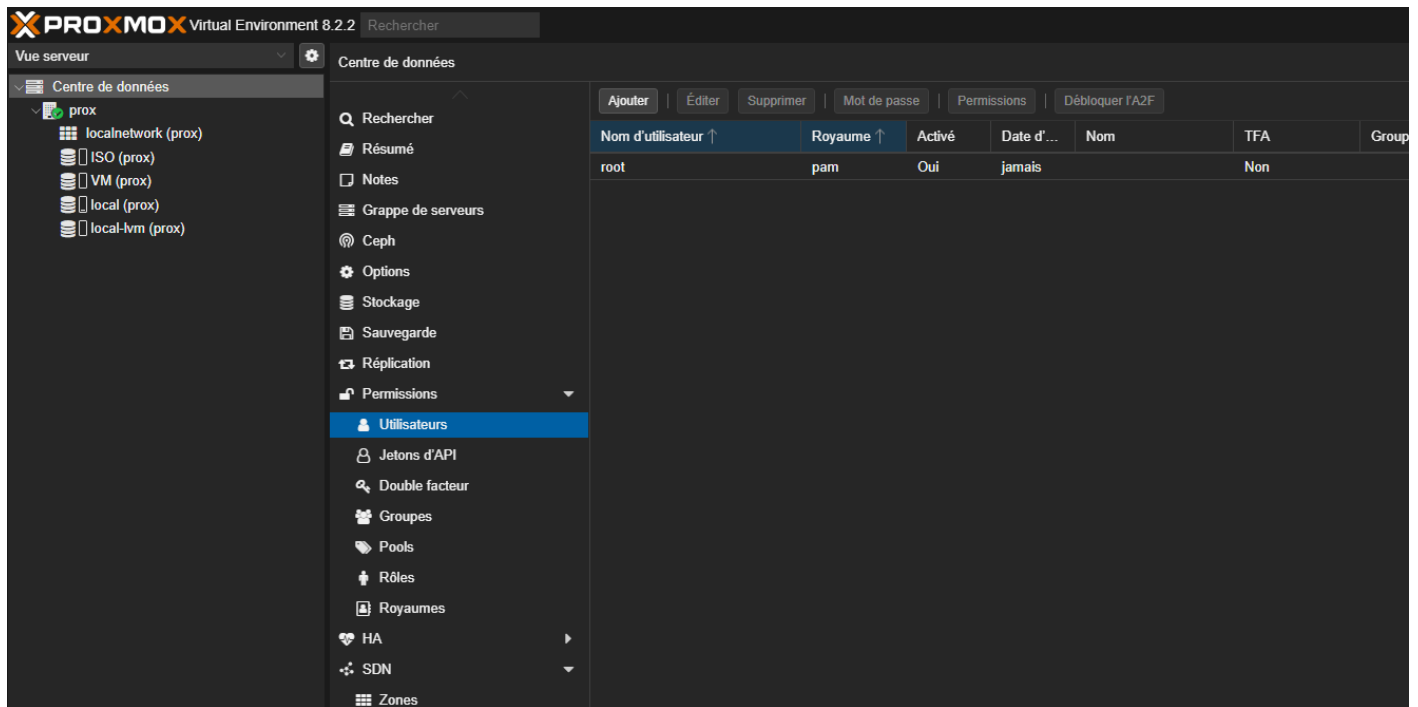 PROXMOX Virtual Environment 8.2.2 Rechercher
Vue serveur
Centre de données
prox
localnetwork (prox)
ISO (prox)
VM (prox)
local (prox)
local-lvm (prox)
Centre de données
Rechercher
Résumé
Notes
Grappe de serveurs
Ceph
Options
Stockage
Sauvegarde
Réplication
Permissions
Utilisateurs
Jetons d'API
Double facteur
Groupes
Pools
Rôles
Royaumes
HA
SDN
Zones
Ajouter | Éditer Supprimer | Mot de passe | Permissions | Débloquer l'A2F
Nom d'utilisateur ↑ Royaume ↑ Activé Date d'... Nom TFA Groupe
root pam Oui jamais Non